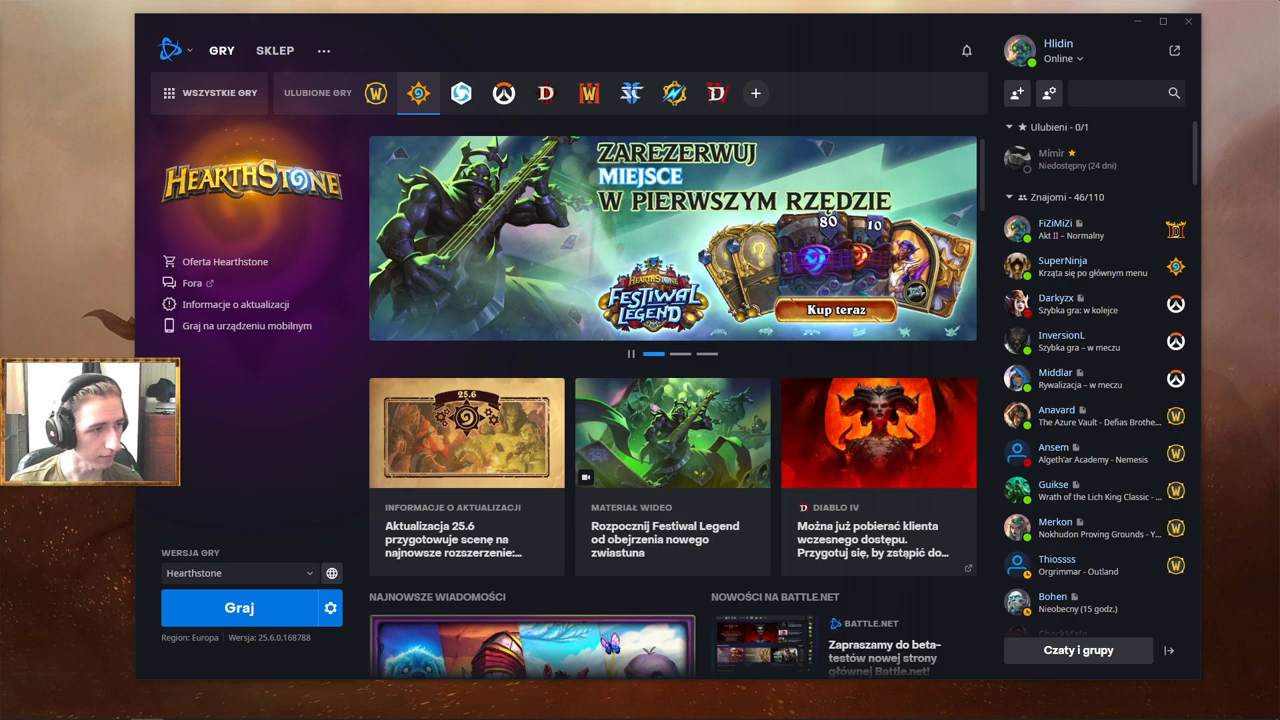 GRY
SKLEP
WSZYSTKIE GRY
ULUBIONE GRY
HEARTHSTONE
Oferta Hearthstone
Fora
Informacje o aktualizacji
Graj na urządzeniu mobilnym
WERSJA GRY
Hearthstone
Graj
Region: Europa
Wersja: 25.6.0.168788
ZAREZERWUJ
MIEJSCE
W PIERWSZYM RZĘDZIE
80
10
HEARTHSTONE
FESTIWAL
LEGEND
Kup teraz
25.6
INFORMACJE O AKTUALIZACJI
Aktualizacja 25.6
przygotowuje scenę na
najnowsze rozszerzenie:...
MATERIAŁ WIDEO
Rozpocznij Festiwal Legend
od obejrzenia nowego
zwiastuna
DIABLO IV
Można już pobierać klienta
wczesnego dostępu.
Przygotuj się, by zstąpić do...
NAJNOWSZE WIADOMOŚCI
NOWOŚCI NA BATTLE.NET
BATTLE.NET
Zapraszamy do beta-
testów nowej strony
głównej Battle.net!
Hlidin
Online
Ulubieni - 0/1
Mímir
Niedostępny (24 dni)
Znajomi - 46/110
FiZiMiZi
Akt II – Normalny
SuperNinja
Krząta się po głównym menu
Darkyzx
Szybka gra: w kolejce
InversionL
Szybka gra – w meczu
Middlar
Rywalizacja – w meczu
Anavard
The Azure Vault - Defias Brothe...
Ansem
Algeth'ar Academy - Nemesis
Guikse
Wrath of the Lich King Classic - ...
Merkon
Nokhudon Proving Grounds - Y...
Thiossss
Orgrimmar - Outland
Bohen
Nieobecny (15 godz.)
CheckMate
Czaty i grupy